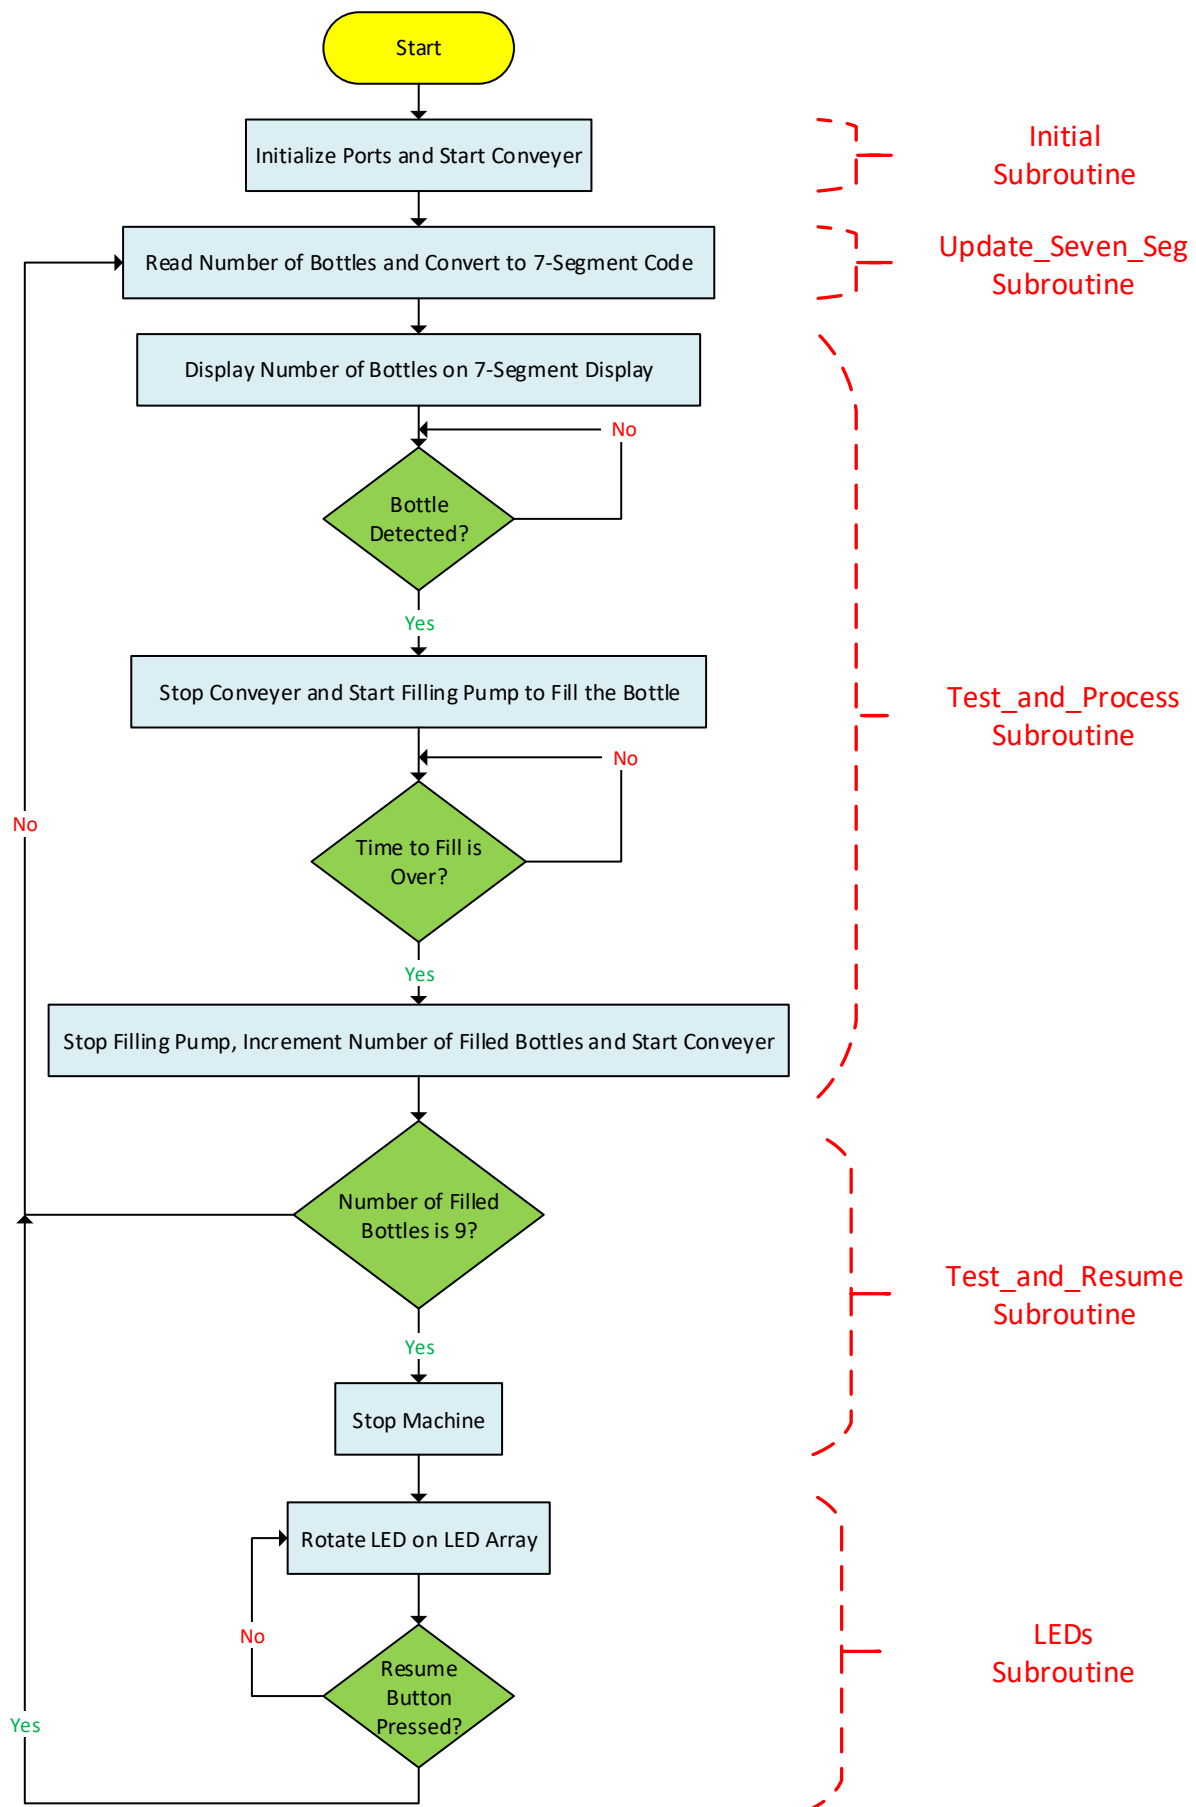 Start
Initialize Ports and Start Conveyer
Initial
Subroutine
Read Number of Bottles and Convert to 7-Segment Code
Update_Seven_Seg
Subroutine
Display Number of Bottles on 7-Segment Display
No
Bottle
Detected?
Yes
Stop Conveyer and Start Filling Pump to Fill the Bottle
Test_and_Process
Subroutine
No
Time to Fill is
Over?
No
Yes
Stop Filling Pump, Increment Number of Filled Bottles and Start Conveyer
Number of Filled
Bottles is 9?
Test_and_Resume
Subroutine
Yes
Stop Machine
Rotate LED on LED Array
No
Resume
Button
Pressed?
LEDs
Subroutine
Yes